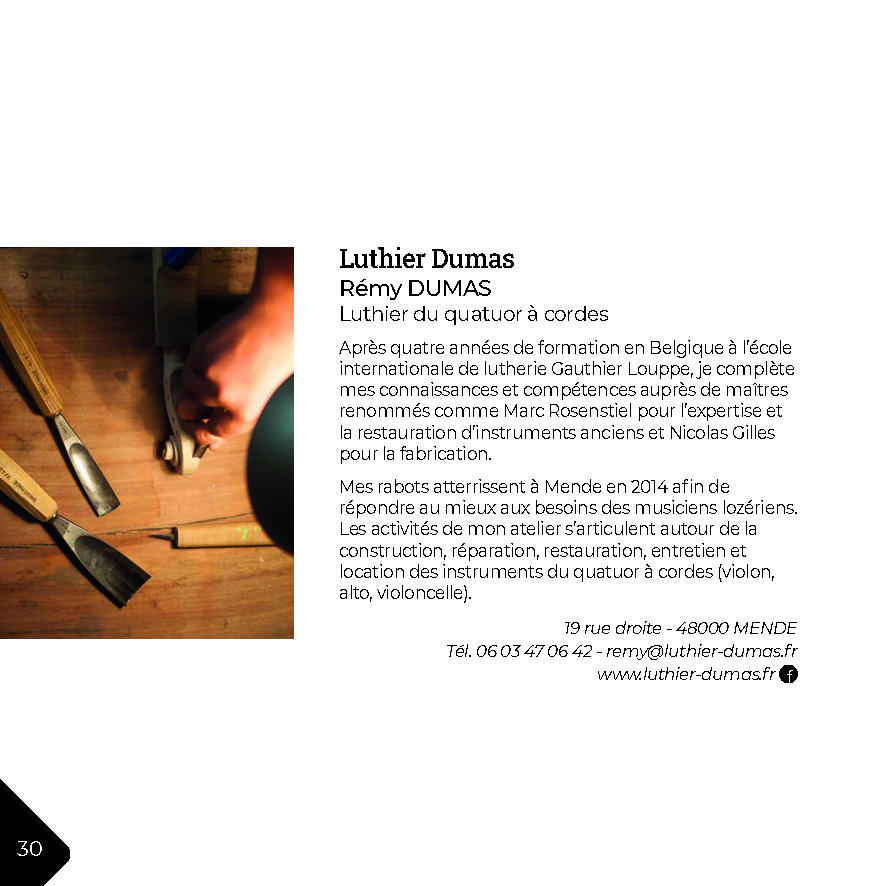 Luthier Dumas
Rémy DUMAS
Luthier du quatuor à cordes
Après quatre années de formation en Belgique à l'école
internationale de lutherie Gauthier Louppe, je complète
mes connaissances et compétences auprès de maîtres
renommés comme Marc Rosenstiel pour l'expertise et
la restauration d'instruments anciens et Nicolas Gilles
pour la fabrication.
Mes rabots atterrissent à Mende en 2014 afin de
répondre au mieux aux besoins des musiciens lozériens.
Les activités de mon atelier s'articulent autour de la
construction, réparation, restauration, entretien et
location des instruments du quatuor à cordes (violon,
alto, violoncelle).
19 rue droite - 48000 MENDE
Tél. 06 03 47 06 42 - remy@luthier-dumas.fr
www.luthier-dumas.fr f
30